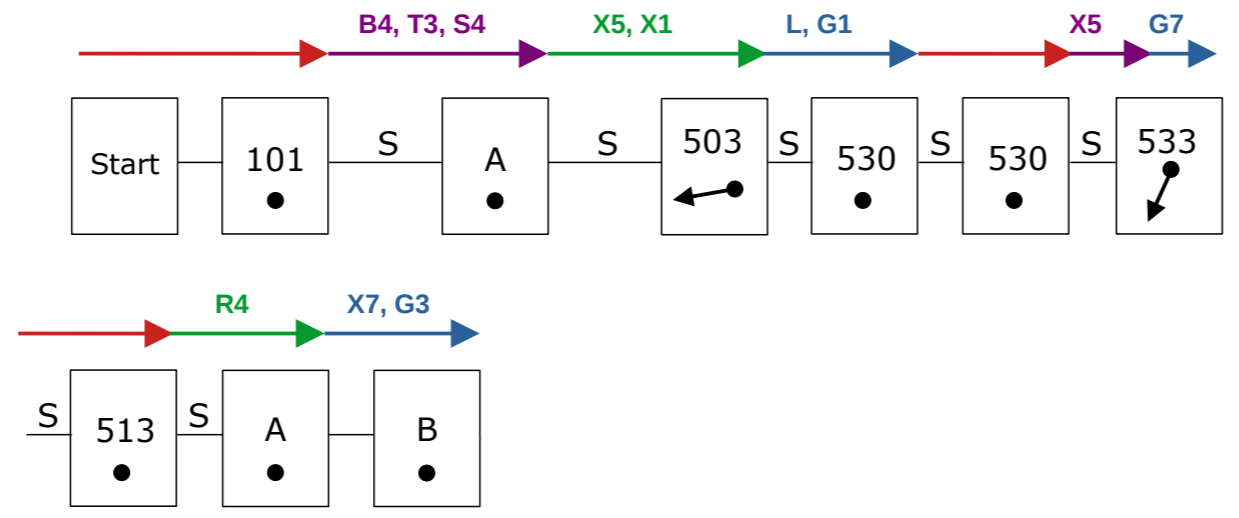 B4, T3, S4 X5, X1 L, G1 X5 G7
Start 101 S A S 503 S 530 S 530 S 533
R4 X7, G3
S 513 S A B